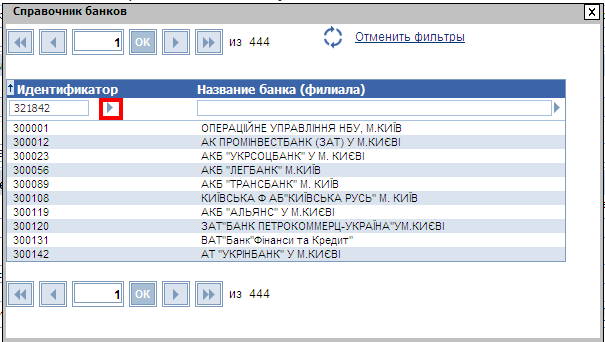 Справочник банков
1 OK из 444 Отменить фильтры
Идентификатор Название банка (филиала)
321842
300001 ОПЕРАЦІЙНЕ УПРАВЛІННЯ НБУ, М.КИЇВ
300012 АК ПРОМІНВЕСТБАНК (ЗАТ) У М.КИЄВІ
300023 АКБ "УКРСОЦБАНК" У М. КИЄВІ
300056 АКБ "ЛЕГБАНК" М.КИЇВ
300089 АКБ "ТРАНСБАНК" М. КИЇВ
300108 КИЇВСЬКА Ф АБ"КИЇВСЬКА РУСЬ" М. КИЇВ
300119 АКБ "АЛЬЯНС" У М.КИЄВІ
300120 ЗАТ"БАНК ПЕТРОКОММЕРЦ-УКРАЇНА"УМ.КИЄВІ
300131 ВАТ"Банк"Фінанси та Кредит"
300142 АТ "УКРІНБАНК" У М.КИЄВІ
1 OK из 444